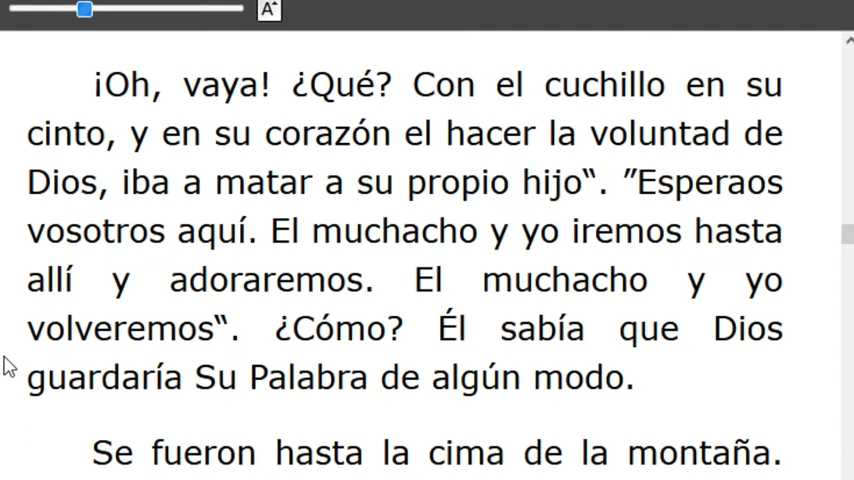 A
¡Oh, vaya! ¿Qué? Con el cuchillo en su
cinto, y en su corazón el hacer la voluntad de
Dios, iba a matar a su propio hijo‟. ”Esperaos
vosotros aquí. El muchacho y yo iremos hasta
allí y adoraremos. El muchacho y yo
volveremos‟. ¿Cómo? Él sabía que Dios
guardaría Su Palabra de algún modo.
Se fueron hasta la cima de la montaña.